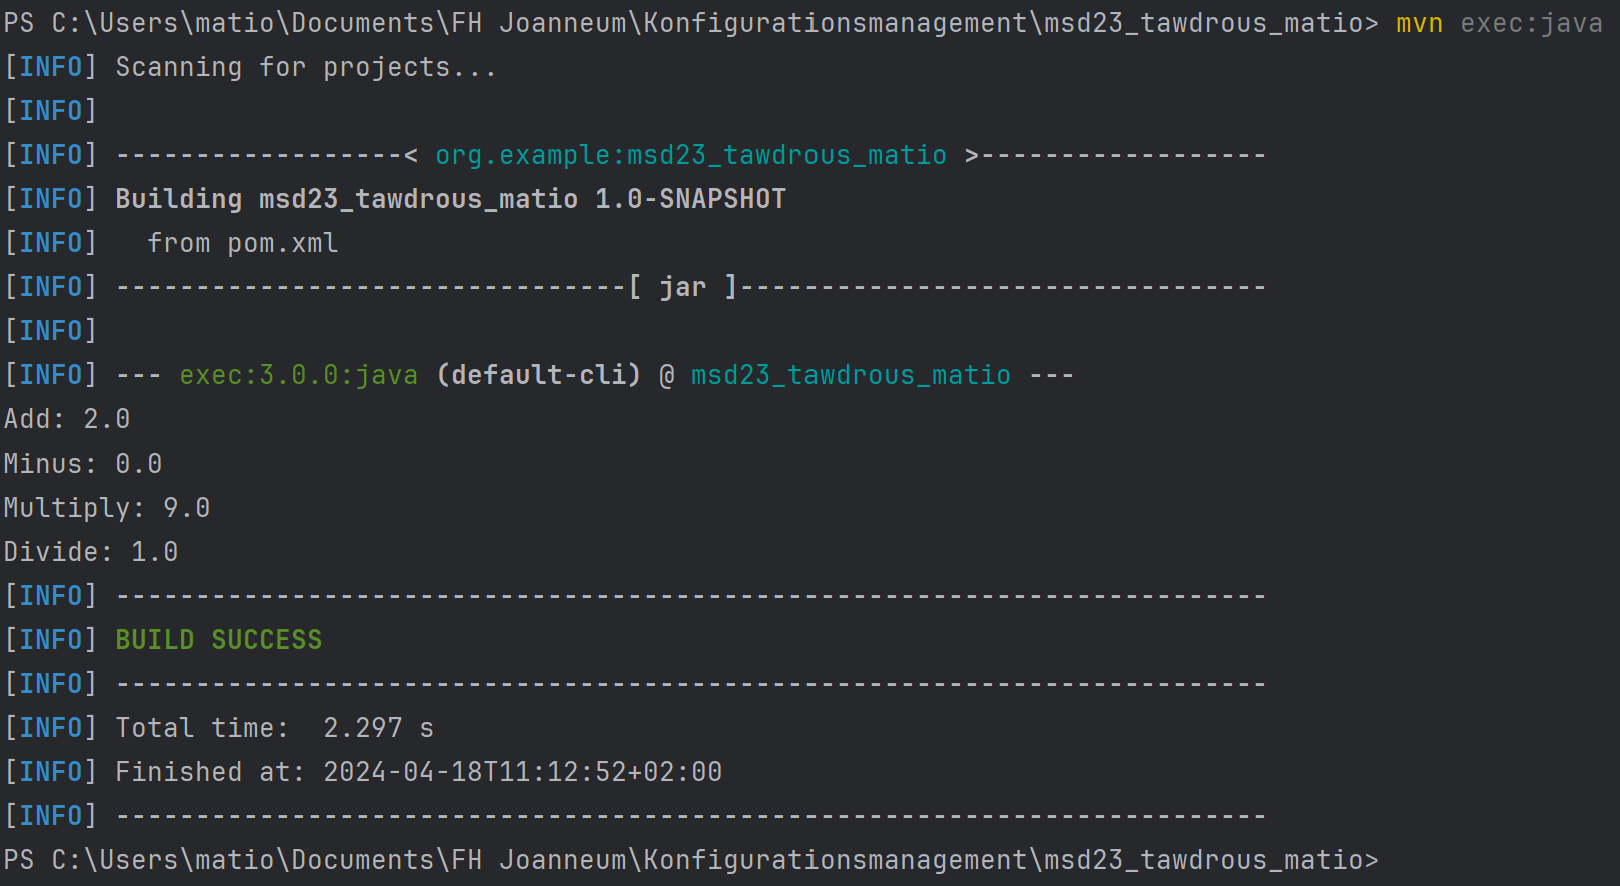 PS C:\Users\matio\Documents\FH Joanneum\Konfigurationsmanagement\msd23_tawdrous_matio> mvn exec:java
[INFO] Scanning for projects...
[INFO]
[INFO] ------------------< org.example:msd23_tawdrous_matio >------------------
[INFO] Building msd23_tawdrous_matio 1.0-SNAPSHOT
[INFO]   from pom.xml
[INFO] --------------------------------[ jar ]---------------------------------
[INFO]
[INFO] --- exec:3.0.0:java (default-cli) @ msd23_tawdrous_matio ---
Add: 2.0
Minus: 0.0
Multiply: 9.0
Divide: 1.0
[INFO] ------------------------------------------------------------------------
[INFO] BUILD SUCCESS
[INFO] ------------------------------------------------------------------------
[INFO] Total time:  2.297 s
[INFO] Finished at: 2024-04-18T11:12:52+02:00
[INFO] ------------------------------------------------------------------------
PS C:\Users\matio\Documents\FH Joanneum\Konfigurationsmanagement\msd23_tawdrous_matio>